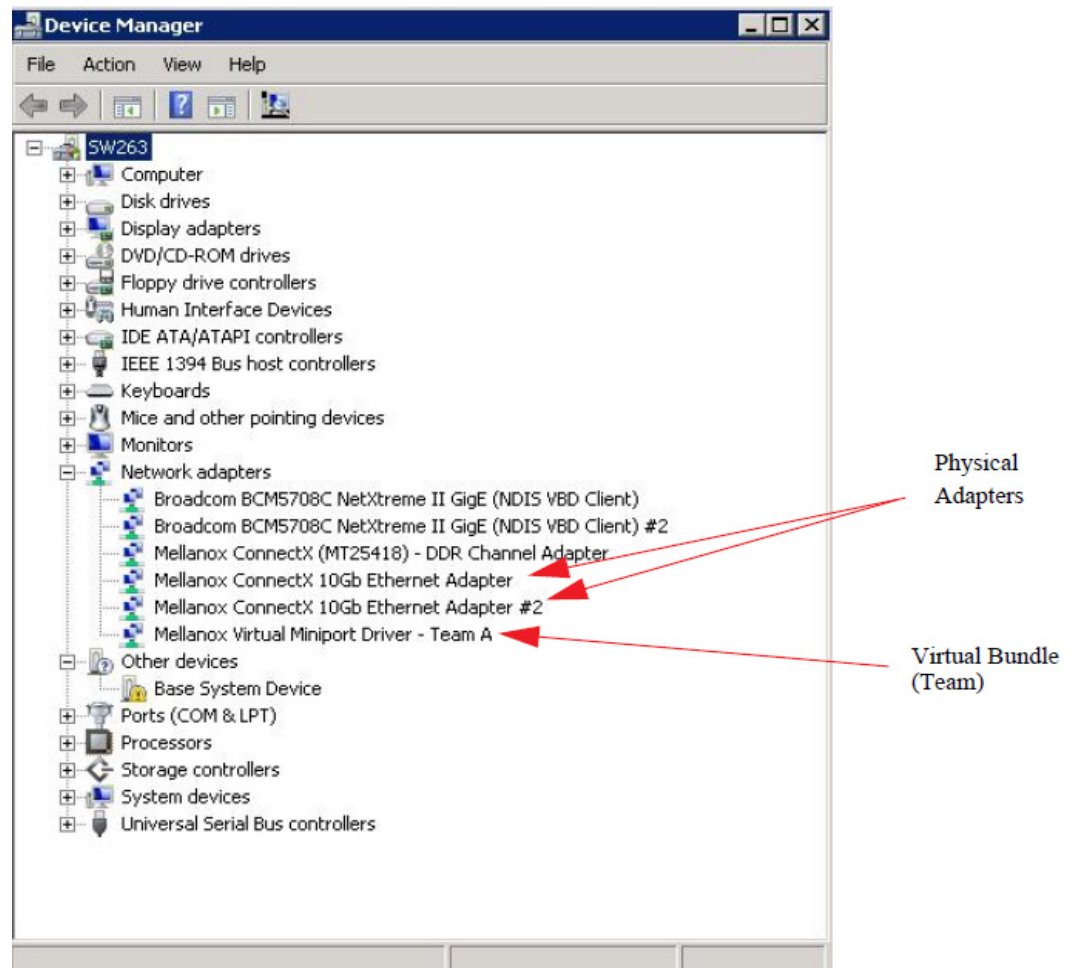 Device Manager
File Action View Help
SW263
Computer
Disk drives
Display adapters
DVD/CD-ROM drives
Floppy drive controllers
Human Interface Devices
IDE ATA/ATAPI controllers
IEEE 1394 Bus host controllers
Keyboards
Mice and other pointing devices
Monitors
Network adapters
Broadcom BCM5708C NetXtreme II GigE (NDIS VBD Client)
Broadcom BCM5708C NetXtreme II GigE (NDIS VBD Client) #2
Mellanox ConnectX (MT25418) - DDR Channel Adapter
Mellanox ConnectX 10Gb Ethernet Adapter
Mellanox ConnectX 10Gb Ethernet Adapter #2
Mellanox Virtual Miniport Driver - Team A
Other devices
Base System Device
Ports (COM & LPT)
Processors
Storage controllers
System devices
Universal Serial Bus controllers
Physical
Adapters
Virtual Bundle
(Team)